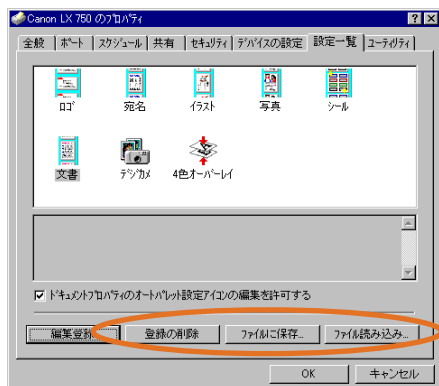 Canon LX 750 のﾌﾟﾛﾊﾟﾃｨ
全般 ﾎﾟｰﾄ ｽｹｼﾞｭｰﾙ 共有 ｾｷｭﾘﾃｨ ﾃﾞﾊﾞｲｽの設定 設定一覧 ﾕｰﾃｨﾘﾃｨ
ﾛｺﾞ 宛名 ｲﾗｽﾄ 写真 ｼｰﾙ
文書 ﾃﾞｼﾞｶﾒ 4色ｵｰﾊﾞｰﾚｲ
ﾄﾞｷｭﾒﾝﾄﾌﾟﾛﾊﾟﾃｨのｵｰﾄﾊﾟﾚｯﾄ設定ｱｲｺﾝの編集を許可する
編集登録... 登録の削除 ﾌｧｲﾙに保存... ﾌｧｲﾙ読み込み...
OK ｷｬﾝｾﾙ